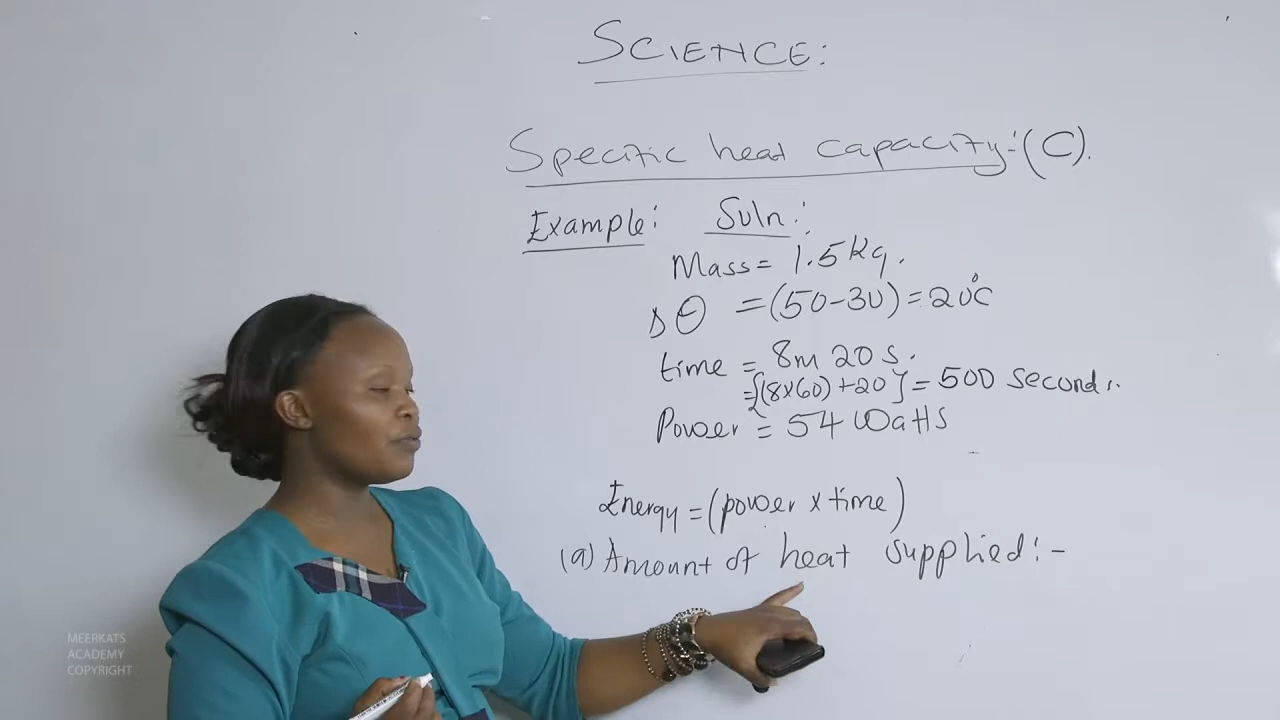 SCIENCE:
Specific heat capacity:-(C).
Example: Soln:
Mass = 1.5kg.
Δθ = (50-30) = 20°C
time = 8m 20s.
=[(8x60)+20] = 500 seconds.
Power = 54 Watts
Energy = (power x time)
(a) Amount of heat supplied:-
MEERKATS
ACADEMY
COPYRIGHT